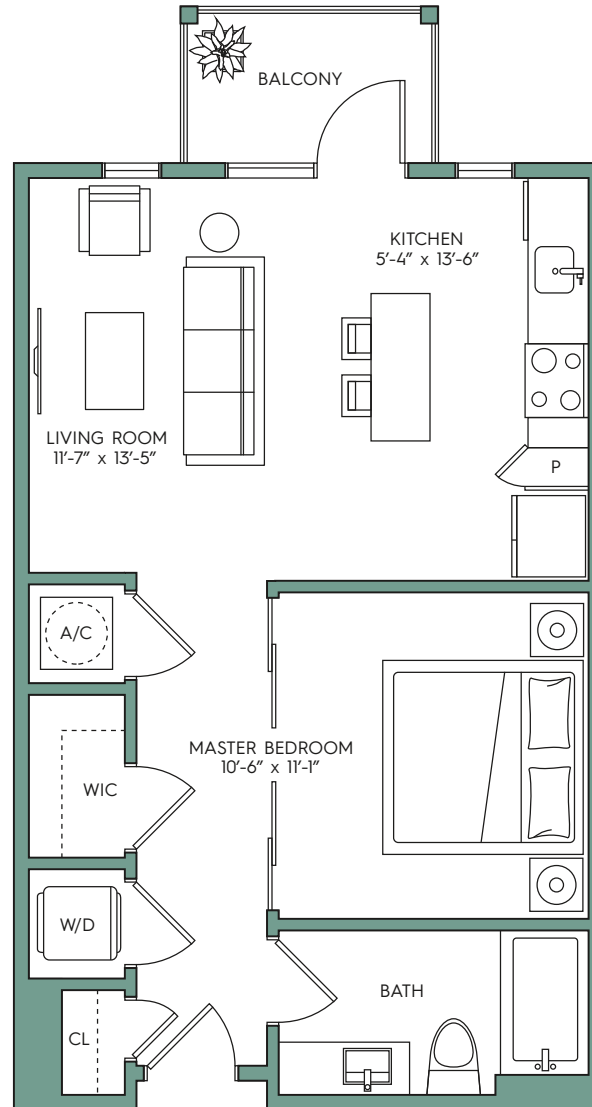 BALCONY
KITCHEN
5'-4" x 13'-6"
LIVING ROOM
11'-7" x 13'-5"
P
A/C
MASTER BEDROOM
10'-6" x 11'-1"
WIC
W/D
BATH
CL